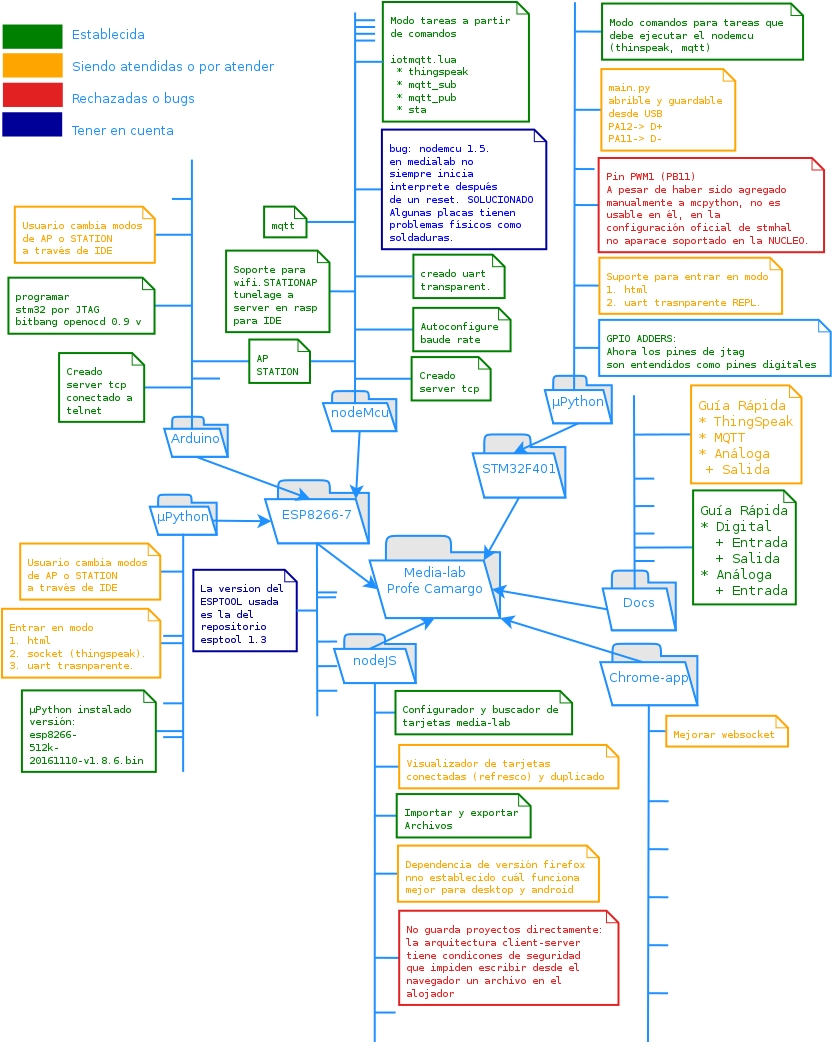 Establecida
Siendo atendidas o por atender
Rechazadas o bugs
Tener en cuenta
Modo tareas a partir
de comandos
iotmqtt.lua
* thingspeak
* mqtt_sub
* mqtt_pub
* sta
Modo comandos para tareas que
debe ejecutar el nodemcu
(thinspeak, mqtt)
main.py
abrible y guardable
desde USB
PA12-> D+
PA11-> D-
bug: nodemcu 1.5.
en medialab no
siempre inicia
interprete después
de un reset. SOLUCIONADO
Algunas placas tienen
problemas físicos como
soldaduras.
Pin PWM1 (PB11)
A pesar de haber sido agregado
manualmente a mcpython, no es
usable en él, en la
configuración oficial de stmhal
no aparace soportado en la NUCLEO.
Usuario cambia modos
de AP o STATION
a través de IDE
mqtt
Soporte para
wifi.STATIONAP
tunelage a
server en rasp
para IDE
creado uart
transparent.
Suporte para entrar en modo
1. html
2. uart trasnparente REPL.
programar
stm32 por JTAG
bitbang openocd 0.9 v
Autoconfigure
baude rate
GPIO ADDERS:
Ahora los pines de jtag
son entendidos como pines digitales
Creado
server tcp
conectado a
telnet
AP
STATION
Creado
server tcp
Guía Rápida
* ThingSpeak
* MQTT
* Análoga
+ Salida
Arduino
nodeMcu
µPython
STM32F401
µPython
ESP8266-7
Guía Rápida
* Digital
+ Entrada
+ Salida
* Análoga
+ Entrada
Usuario cambia modos
de AP o STATION
a través de IDE
La version del
ESPTOOL usada
es la del
repositorio
esptool 1.3
Media-lab
Profe Camargo
Docs
Entrar en modo
1. html
2. socket (thingspeak).
3. uart trasnparente.
nodeJS
Chrome-app
µPython instalado
versión:
esp8266-
512k-
20161110-v1.8.6.bin
Configurador y buscador de
tarjetas media-lab
Mejorar websocket
Visualizador de tarjetas
conectadas (refresco) y duplicado
Importar y exportar
Archivos
Dependencia de versión firefox
nno establecido cuál funciona
mejor para desktop y android
No guarda proyectos directamente:
la arquitectura client-server
tiene condicones de seguridad
que impiden escribir desde el
navegador un archivo en el
alojador